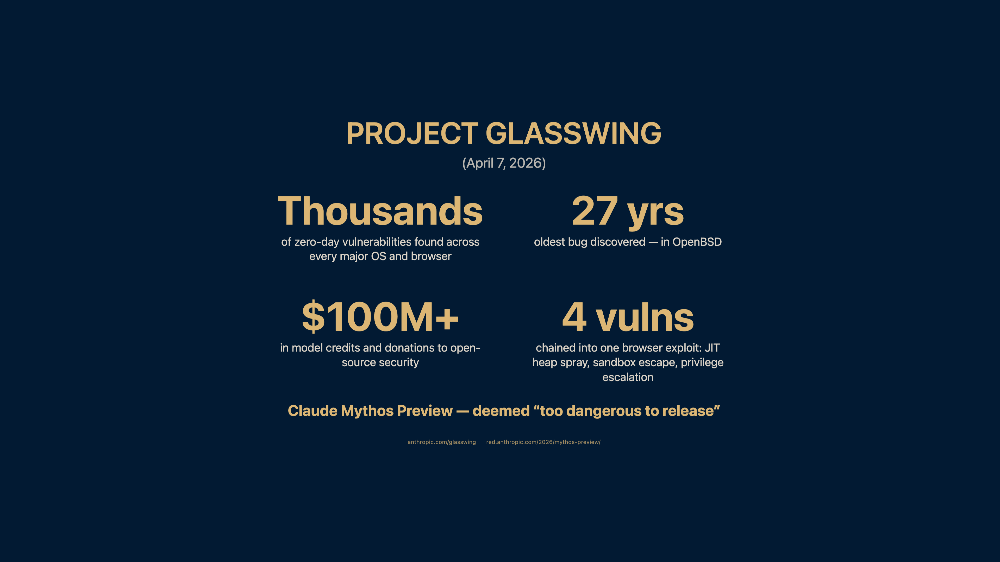 PROJECT GLASSWING
(April 7, 2026)
Thousands
of zero-day vulnerabilities found across
every major OS and browser
27 yrs
oldest bug discovered — in OpenBSD
$100M+
in model credits and donations to open-
source security
4 vulns
chained into one browser exploit: JIT
heap spray, sandbox escape, privilege
escalation
Claude Mythos Preview — deemed “too dangerous to release”
anthropic.com/glasswing red.anthropic.com/2026/mythos-preview/